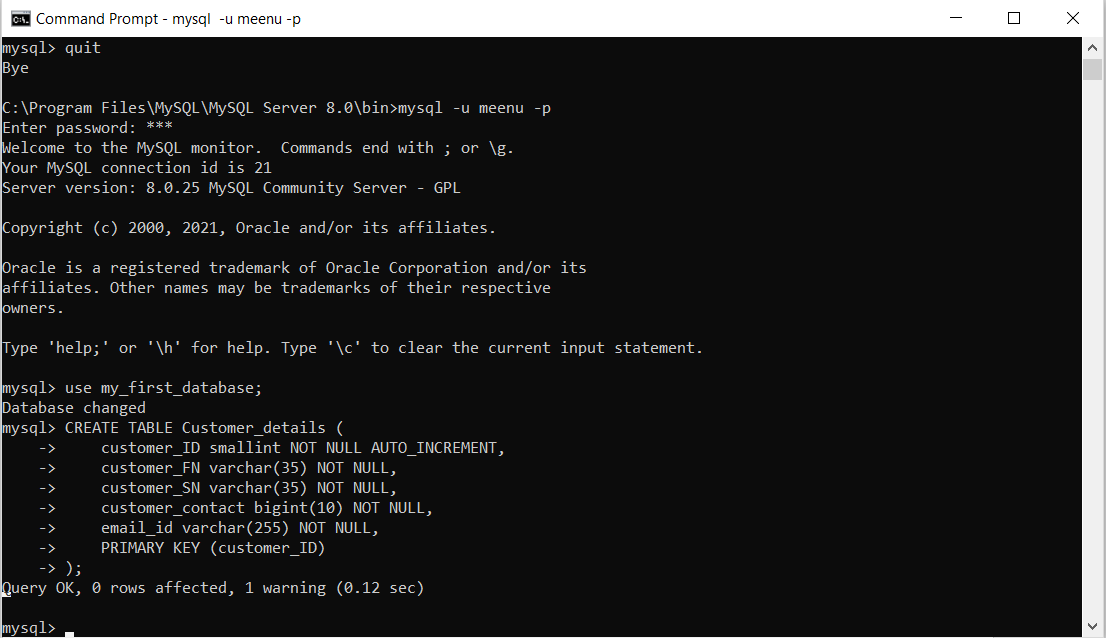 Command Prompt - mysql  -u meenu -p
mysql> quit
Bye
C:\Program Files\MySQL\MySQL Server 8.0\bin>mysql -u meenu -p
Enter password: ***
Welcome to the MySQL monitor.  Commands end with ; or \g.
Your MySQL connection id is 21
Server version: 8.0.25 MySQL Community Server - GPL
Copyright (c) 2000, 2021, Oracle and/or its affiliates.
Oracle is a registered trademark of Oracle Corporation and/or its
affiliates. Other names may be trademarks of their respective
owners.
Type 'help;' or '\h' for help. Type '\c' to clear the current input statement.
mysql> use my_first_database;
Database changed
mysql> CREATE TABLE Customer_details (
    ->     customer_ID smallint NOT NULL AUTO_INCREMENT,
    ->     customer_FN varchar(35) NOT NULL,
    ->     customer_SN varchar(35) NOT NULL,
    ->     customer_contact bigint(10) NOT NULL,
    ->     email_id varchar(255) NOT NULL,
    ->     PRIMARY KEY (customer_ID)
    -> );
Query OK, 0 rows affected, 1 warning (0.12 sec)
mysql>